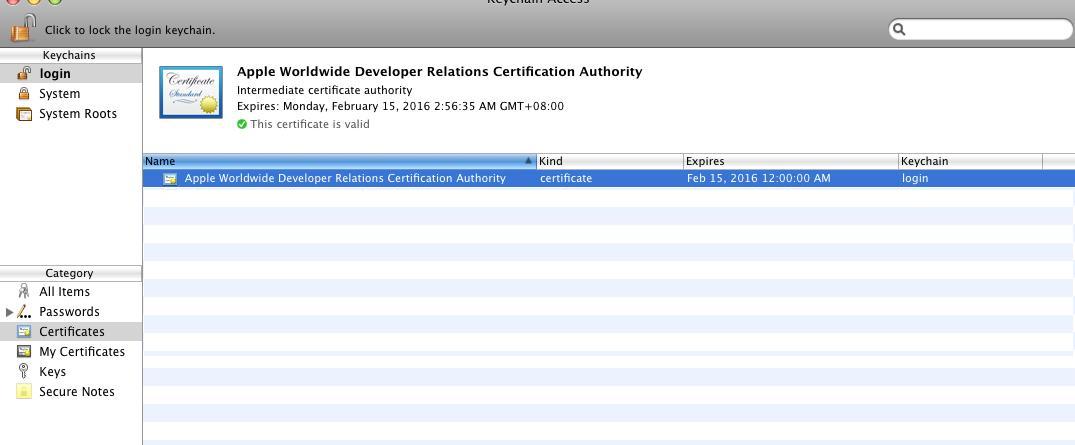 Keychain Access
Click to lock the login keychain.
Keychains
login
System
System Roots
Certificate
Standard
Apple Worldwide Developer Relations Certification Authority
Intermediate certificate authority
Expires: Monday, February 15, 2016 2:56:35 AM GMT+08:00
This certificate is valid
Name Kind Expires Keychain
Apple Worldwide Developer Relations Certification Authority certificate Feb 15, 2016 12:00:00 AM login
Category
All Items
Passwords
Certificates
My Certificates
Keys
Secure Notes